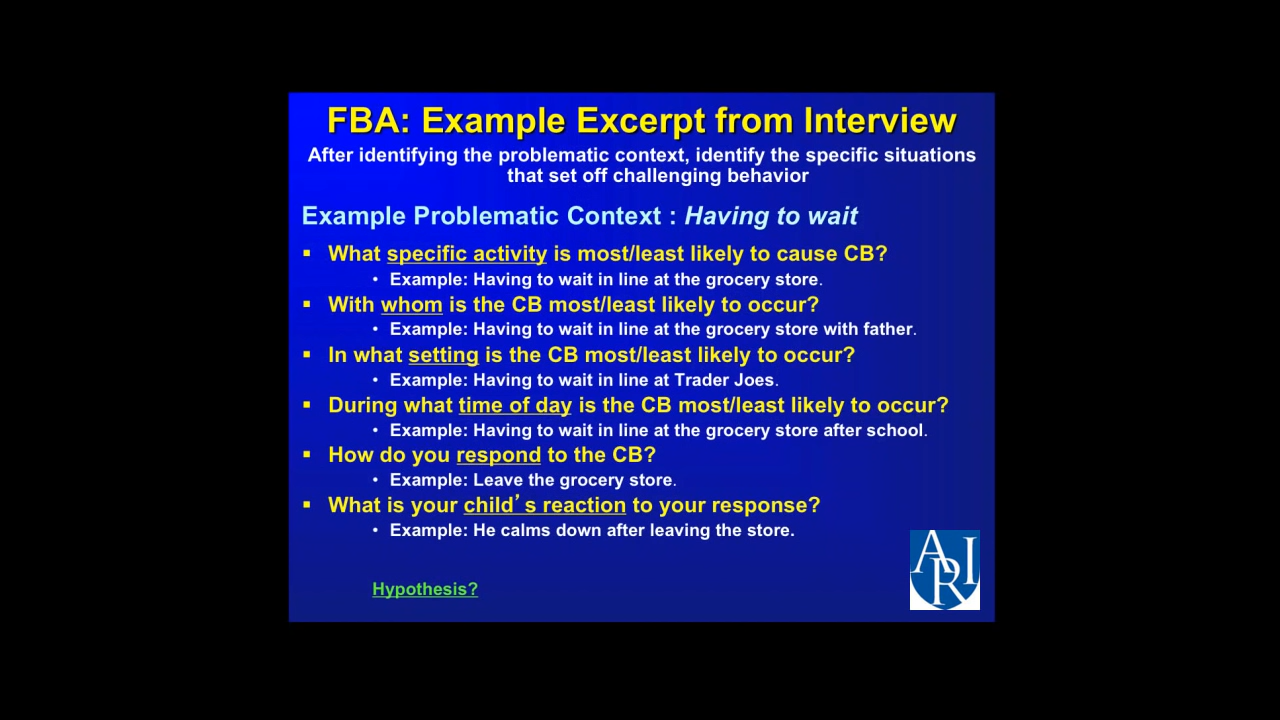 FBA: Example Excerpt from Interview
After identifying the problematic context, identify the specific situations
that set off challenging behavior
Example Problematic Context : Having to wait
▪ What specific activity is most/least likely to cause CB?
• Example: Having to wait in line at the grocery store.
▪ With whom is the CB most/least likely to occur?
• Example: Having to wait in line at the grocery store with father.
▪ In what setting is the CB most/least likely to occur?
• Example: Having to wait in line at Trader Joes.
▪ During what time of day is the CB most/least likely to occur?
• Example: Having to wait in line at the grocery store after school.
▪ How do you respond to the CB?
• Example: Leave the grocery store.
▪ What is your child’s reaction to your response?
• Example: He calms down after leaving the store.
Hypothesis?
ARI